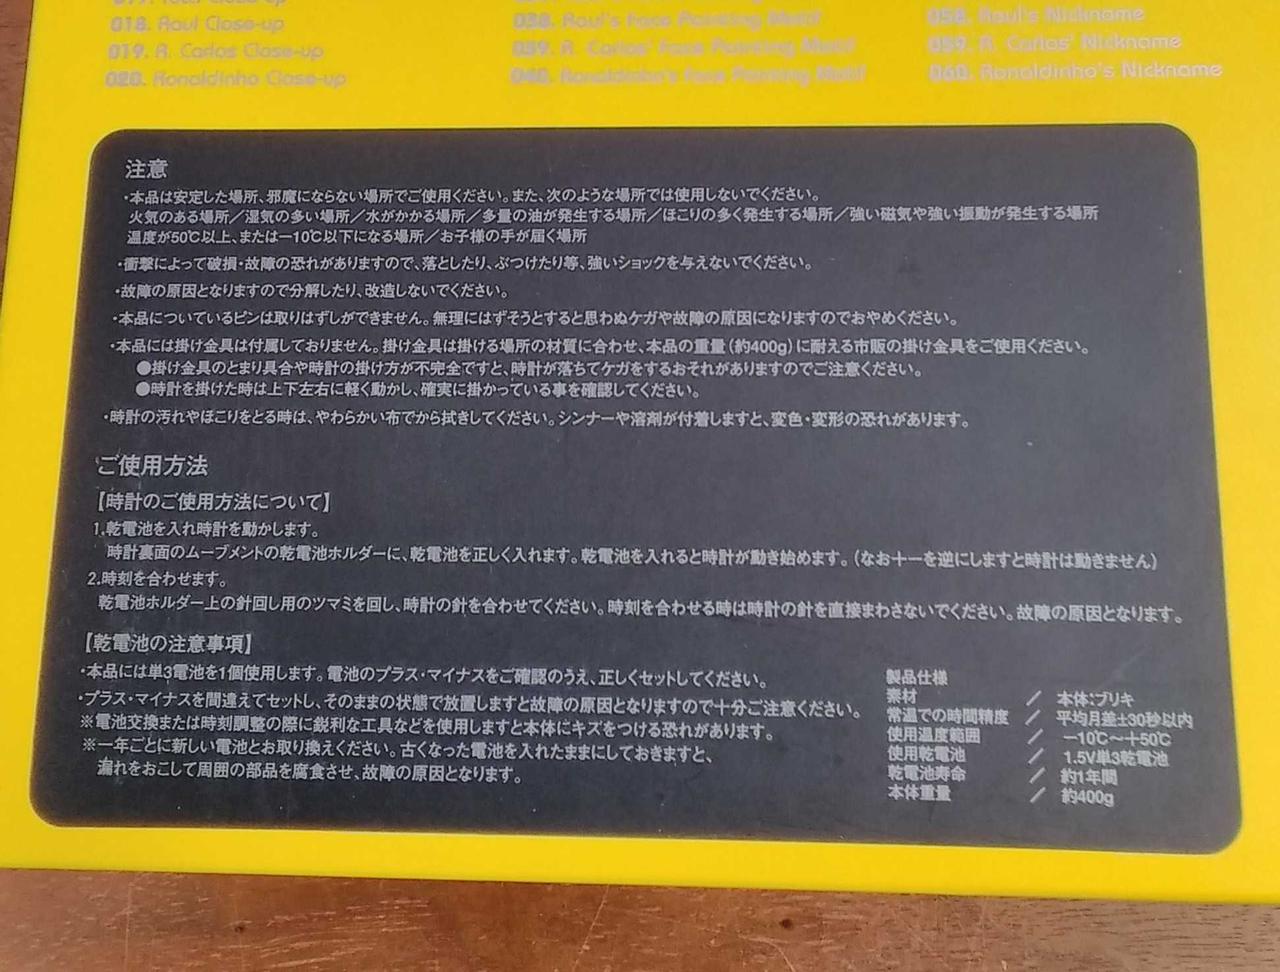 018. Raul Close-up
019. R. Carlos Close-up
020. Ronaldinho Close-up
038. Raul's Face Painting Motif
039. R. Carlos' Face Painting Motif
040. Ronaldinho's Face Painting Motif
058. Raul's Nickname
059. R. Carlos' Nickname
060. Ronaldinho's Nickname
注意
・本品は安定した場所、邪魔にならない場所でご使用ください。また、次のような場所では使用しないでください。
火気のある場所／湿気の多い場所／水がかかる場所／多量の油が発生する場所／ほこりの多く発生する場所／強い磁気や強い振動が発生する場所
温度が50℃以上、または－10℃以下になる場所／お子様の手が届く場所
・衝撃によって破損・故障の恐れがありますので、落としたり、ぶつけたり等、強いショックを与えないでください。
・故障の原因となりますので分解したり、改造しないでください。
・本品についているピンは取りはずしができません。無理にはずそうとすると思わぬケガや故障の原因になりますのでおやめください。
・本品には掛け金具は付属しておりません。掛け金具は掛ける場所の材質に合わせ、本品の重量(約400g)に耐える市販の掛け金具をご使用ください。
●掛け金具のとまり具合や時計の掛け方が不完全ですと、時計が落ちてケガをするおそれがありますのでご注意ください。
●時計を掛けた時は上下左右に軽く動かし、確実に掛かっている事を確認してください。
・時計の汚れやほこりをとる時は、やわらかい布でから拭きしてください。シンナーや溶剤が付着しますと、変色・変形の恐れがあります。
ご使用方法
【時計のご使用方法について】
1.乾電池を入れ時計を動かします。
時計裏面のムーブメントの乾電池ホルダーに、乾電池を正しく入れます。乾電池を入れると時計が動き始めます。(なお＋－を逆にしますと時計は動きません)
2.時刻を合わせます。
乾電池ホルダー上の針回し用のツマミを回し、時計の針を合わせてください。時刻を合わせる時は時計の針を直接まわさないでください。故障の原因となります。
【乾電池の注意事項】
・本品には単3電池を1個使用します。電池のプラス・マイナスをご確認のうえ、正しくセットしてください。
・プラス・マイナスを間違えてセットし、そのままの状態で放置しますと故障の原因となりますので十分ご注意ください。
※電池交換または時刻調整の際に鋭利な工具などを使用しますと本体にキズをつける恐れがあります。
※一年ごとに新しい電池とお取り換えください。古くなった電池を入れたままにしておきますと、
漏れをおこして周囲の部品を腐食させ、故障の原因となります。
製品仕様
素材 ／ 本体:ブリキ
常温での時間精度 ／ 平均月差±30秒以内
使用温度範囲 ／ －10℃～＋50℃
使用乾電池 ／ 1.5V単3乾電池
乾電池寿命 ／ 約1年間
本体重量 ／ 約400g